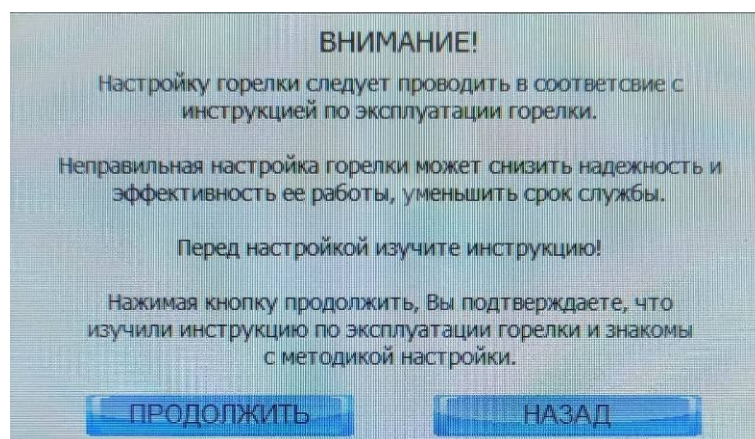 ВНИМАНИЕ!
Настройку горелки следует проводить в соответсвие с
инструкцией по эксплуатации горелки.
Неправильная настройка горелки может снизить надежность и
эффективность ее работы, уменьшить срок службы.
Перед настройкой изучите инструкцию!
Нажимая кнопку продолжить, Вы подтверждаете, что
изучили инструкцию по эксплуатации горелки и знакомы
с методикой настройки.
ПРОДОЛЖИТЬ НАЗАД